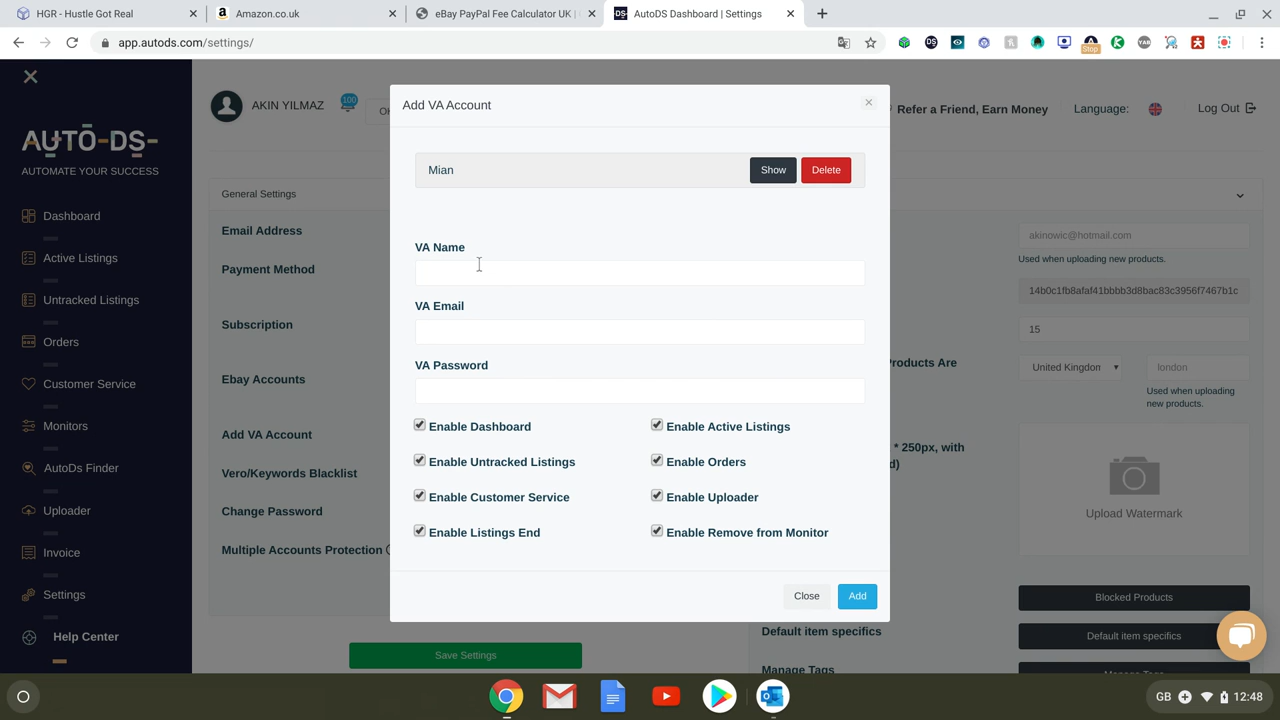 HGR - Hustle Got Real
Amazon.co.uk
eBay PayPal Fee Calculator UK |
AutoDS Dashboard | Settings
app.autods.com/settings/
Stop
AKIN YILMAZ
100
Refer a Friend, Earn Money
Language:
Log Out
AUTO-DS-
AUTOMATE YOUR SUCCESS
Dashboard
Active Listings
Untracked Listings
Orders
Customer Service
Monitors
AutoDs Finder
Uploader
Invoice
Settings
Help Center
General Settings
Email Address
Payment Method
Subscription
Ebay Accounts
Add VA Account
Vero/Keywords Blacklist
Change Password
Multiple Accounts Protection
Save Settings
Add VA Account
Mian
Show
Delete
VA Name
VA Email
VA Password
Enable Dashboard
Enable Active Listings
Enable Untracked Listings
Enable Orders
Enable Customer Service
Enable Uploader
Enable Listings End
Enable Remove from Monitor
Close
Add
akinowic@hotmail.com
Used when uploading new products.
14b0c1fb8afaf41bbbb3d8bac83c3956f7467b1c
15
Products Are
United Kingdon
london
Used when uploading
new products.
* 250px, with
Upload Watermark
Blocked Products
Default item specifics
Default item specifics
Manage Tags
GB
12:48